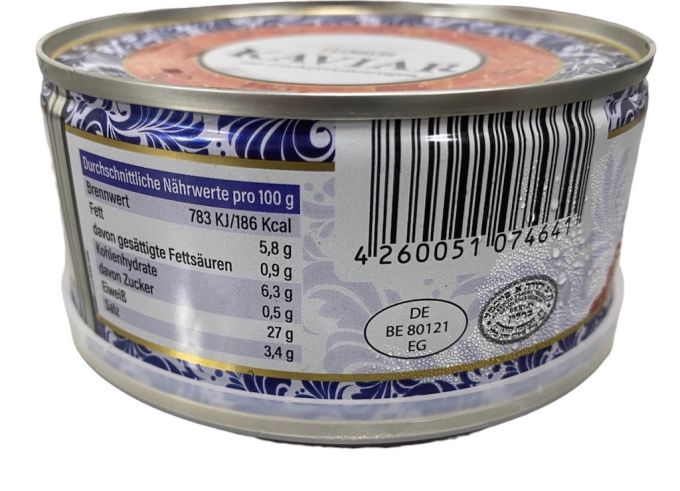 KAVIAR
Durchschnittliche Nährwerte pro 100 g
Brennwert 783 KJ/186 Kcal
Fett 5,8 g
davon gesättigte Fettsäuren 0,9 g
Kohlenhydrate 6,3 g
davon Zucker 0,5 g
Eiweiß 27 g
Salz 3,4 g
4 260051 074641
DE
BE 80121
EG